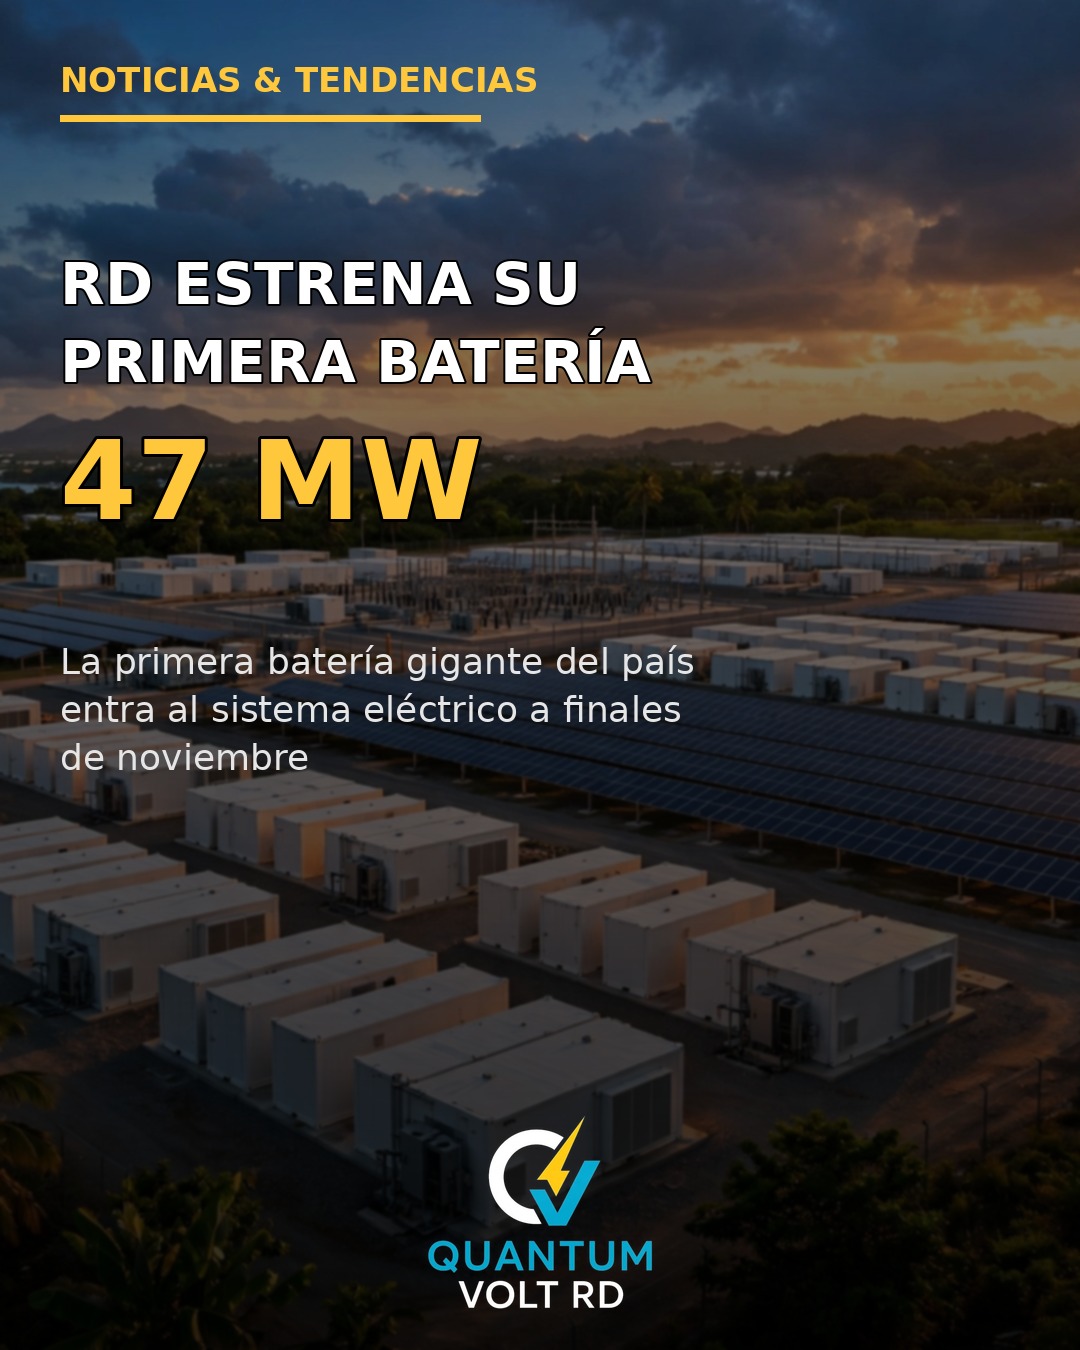 NOTICIAS & TENDENCIAS
RD ESTRENA SU
PRIMERA BATERÍA
47 MW
La primera batería gigante del país
entra al sistema eléctrico a finales
de noviembre
QUANTUM
VOLT RD